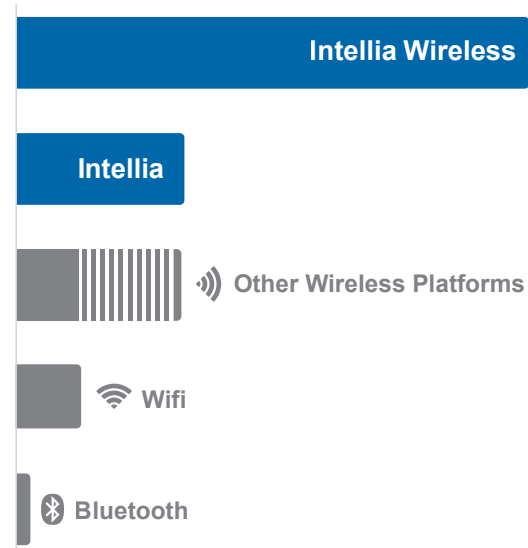 Intellia Wireless
Intellia
Other Wireless Platforms
Wifi
Bluetooth